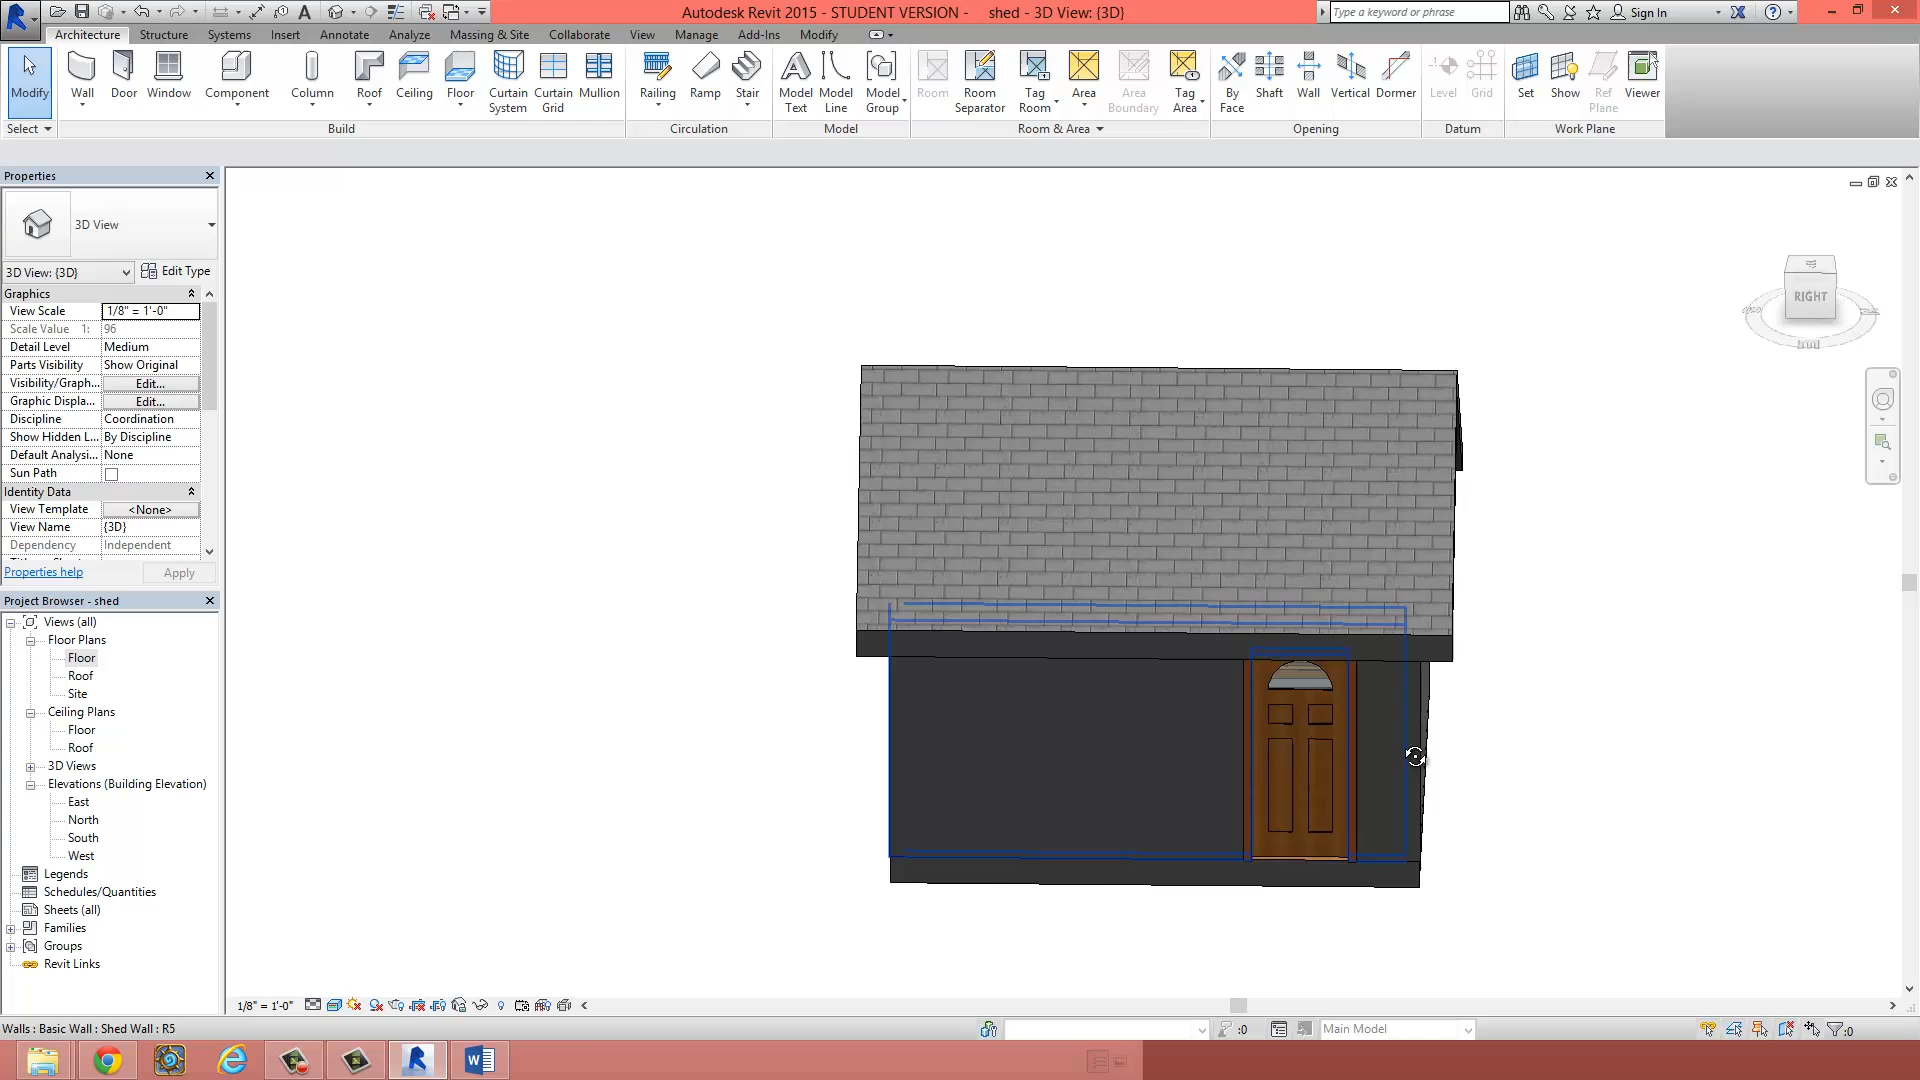 Autodesk Revit 2015 - STUDENT VERSION - shed - 3D View: {3D}
Type a keyword or phrase
Sign In
Architecture Structure Systems Insert Annotate Analyze Massing & Site Collaborate View Manage Add-Ins Modify
Modify Wall Door Window Component Column Roof Ceiling Floor Curtain System Curtain Grid Mullion Railing Ramp Stair Model Text Model Line Model Group Room Room Separator Tag Room Area Area Boundary Tag Area By Face Shaft Wall Vertical Dormer Level Grid Set Show Ref Plane Viewer
Select Build Circulation Model Room & Area Opening Datum Work Plane
Properties
3D View
3D View: {3D} Edit Type
Graphics
View Scale 1/8" = 1'-0"
Scale Value 1: 96
Detail Level Medium
Parts Visibility Show Original
Visibility/Graph... Edit...
Graphic Displa... Edit...
Discipline Coordination
Show Hidden L... By Discipline
Default Analysi... None
Sun Path
Identity Data
View Template <None>
View Name {3D}
Dependency Independent
Properties help Apply
Project Browser - shed
Views (all)
Floor Plans
Floor
Roof
Site
Ceiling Plans
Floor
Roof
3D Views
Elevations (Building Elevation)
East
North
South
West
Legends
Schedules/Quantities
Sheets (all)
Families
Groups
Revit Links
RIGHT
1/8" = 1'-0"
Walls : Basic Wall : Shed Wall : R5
:0
Main Model
:0